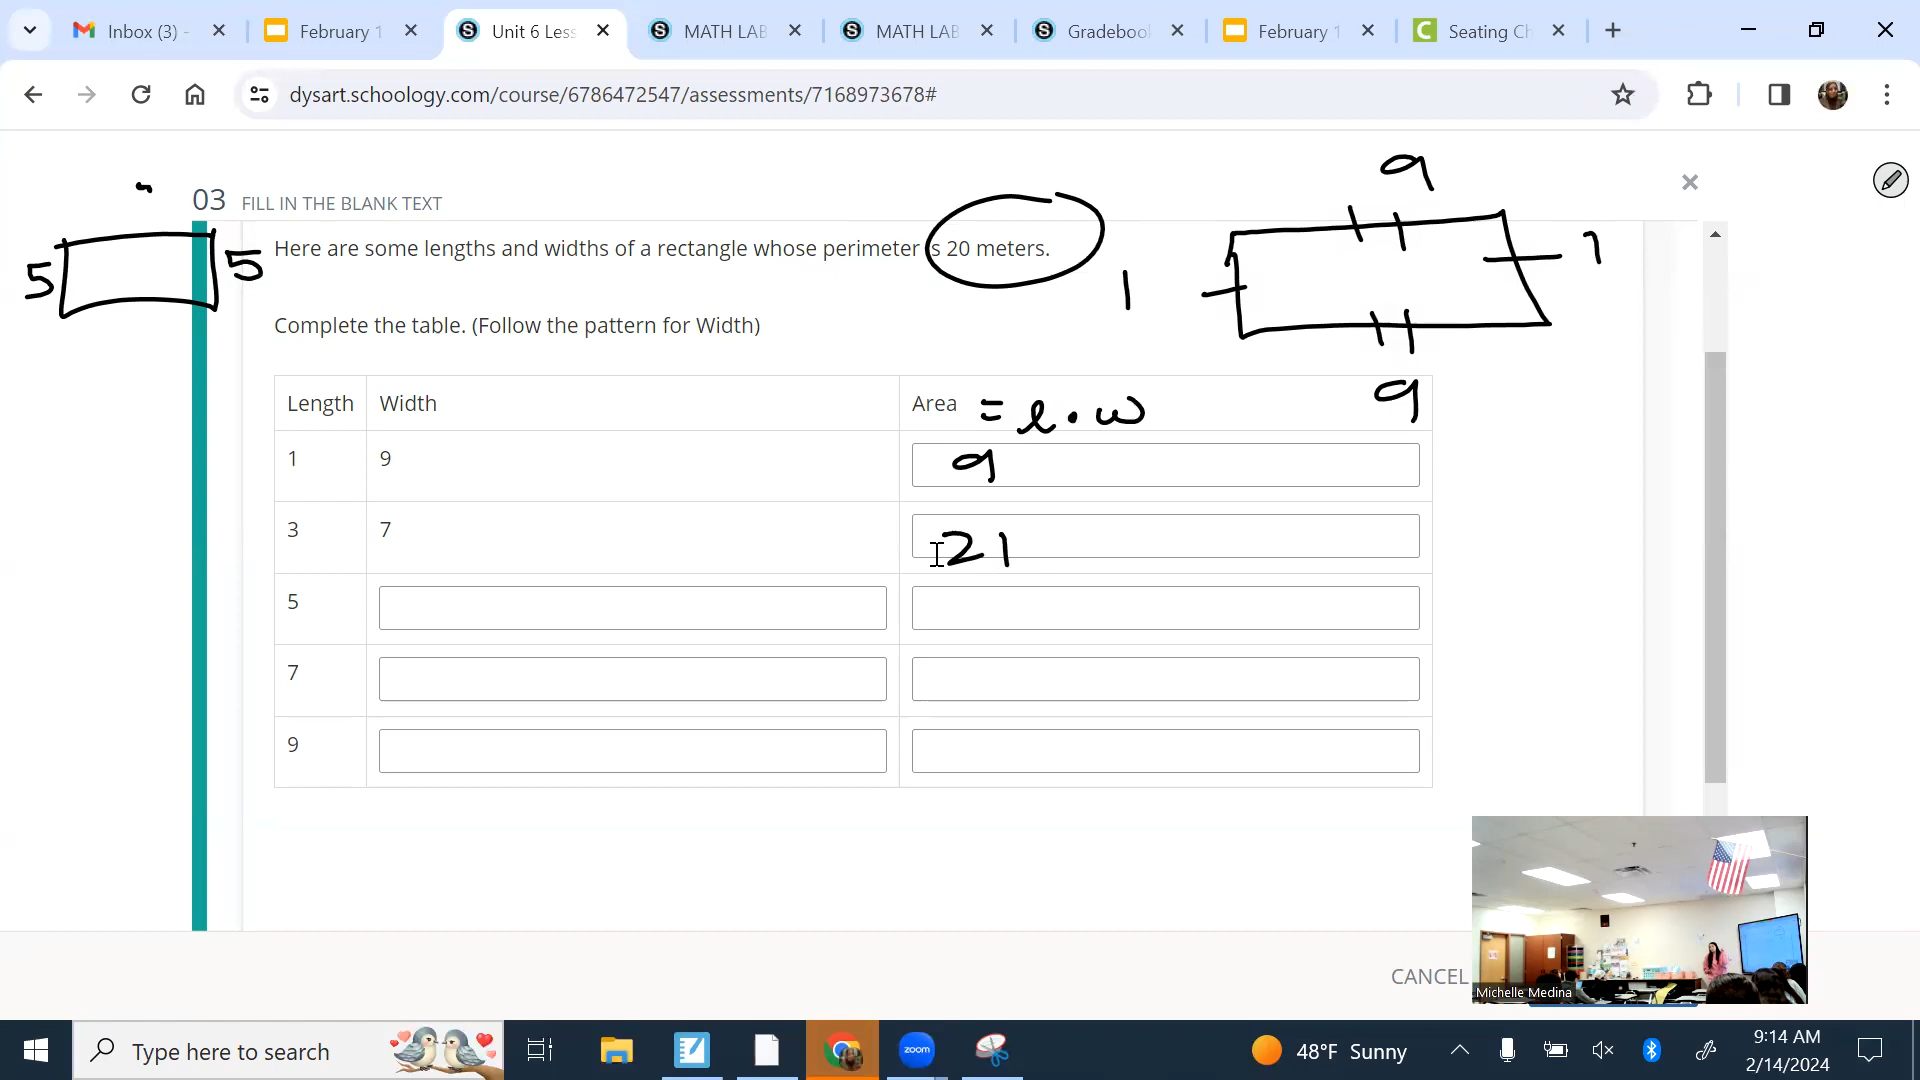 Inbox (3) -
February 1
Unit 6 Less
MATH LAB
MATH LAB
Gradebook
February 1
Seating Ch
dysart.schoology.com/course/6786472547/assessments/7168973678#
03 FILL IN THE BLANK TEXT
9
5 5
Here are some lengths and widths of a rectangle whose perimeter is 20 meters.
1 1
Complete the table. (Follow the pattern for Width)
9
Length Width Area = l · w
1 9 9
3 7 21
5
7
9
CANCEL
Michelle Medina
Type here to search
zoom
48°F Sunny
9:14 AM
2/14/2024